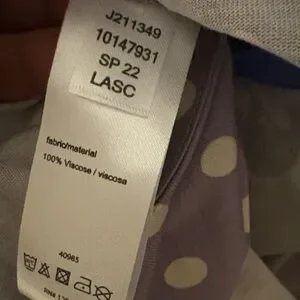 J211349
10147931
SP 22
LASC
fabric/material
100% Viscose / viscosa
40985